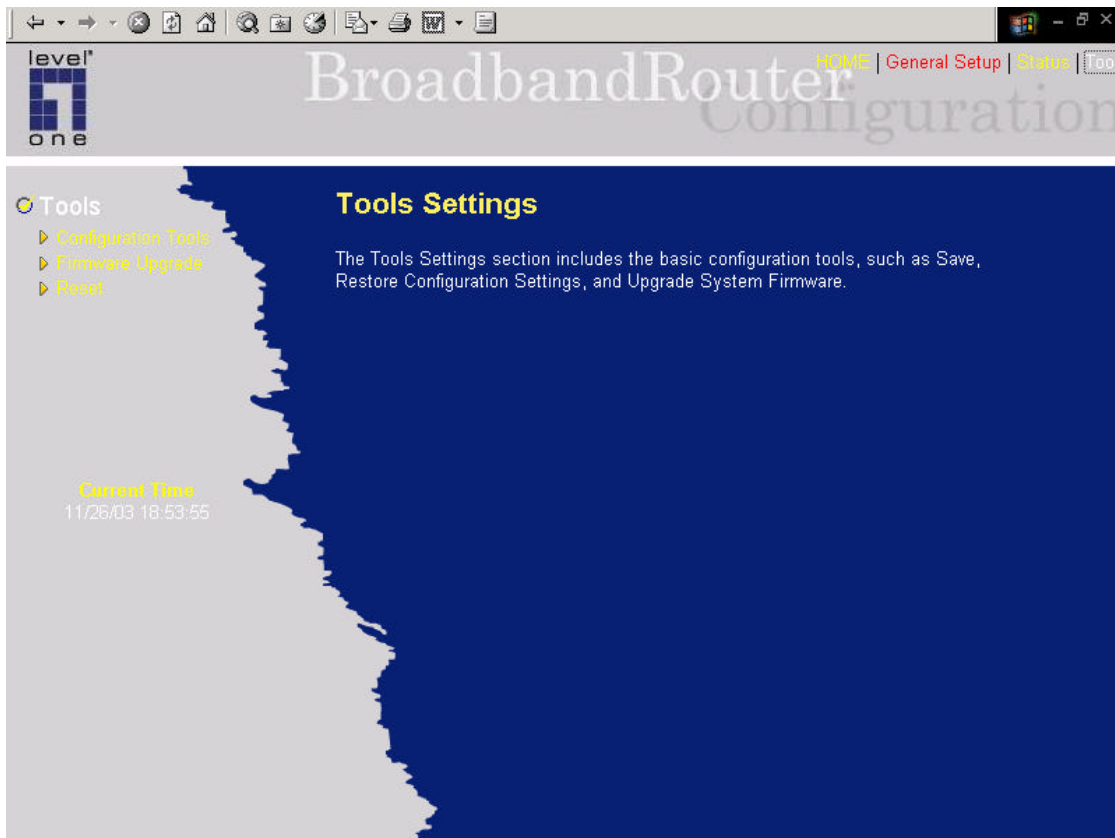 level
one
BroadbandRouter
Configuration
HOME | General Setup | Status | Too
Tools
Configuration Tools
Firmware Upgrade
Reset
Current Time
11/26/03 18:53:55
Tools Settings
The Tools Settings section includes the basic configuration tools, such as Save,
Restore Configuration Settings, and Upgrade System Firmware.